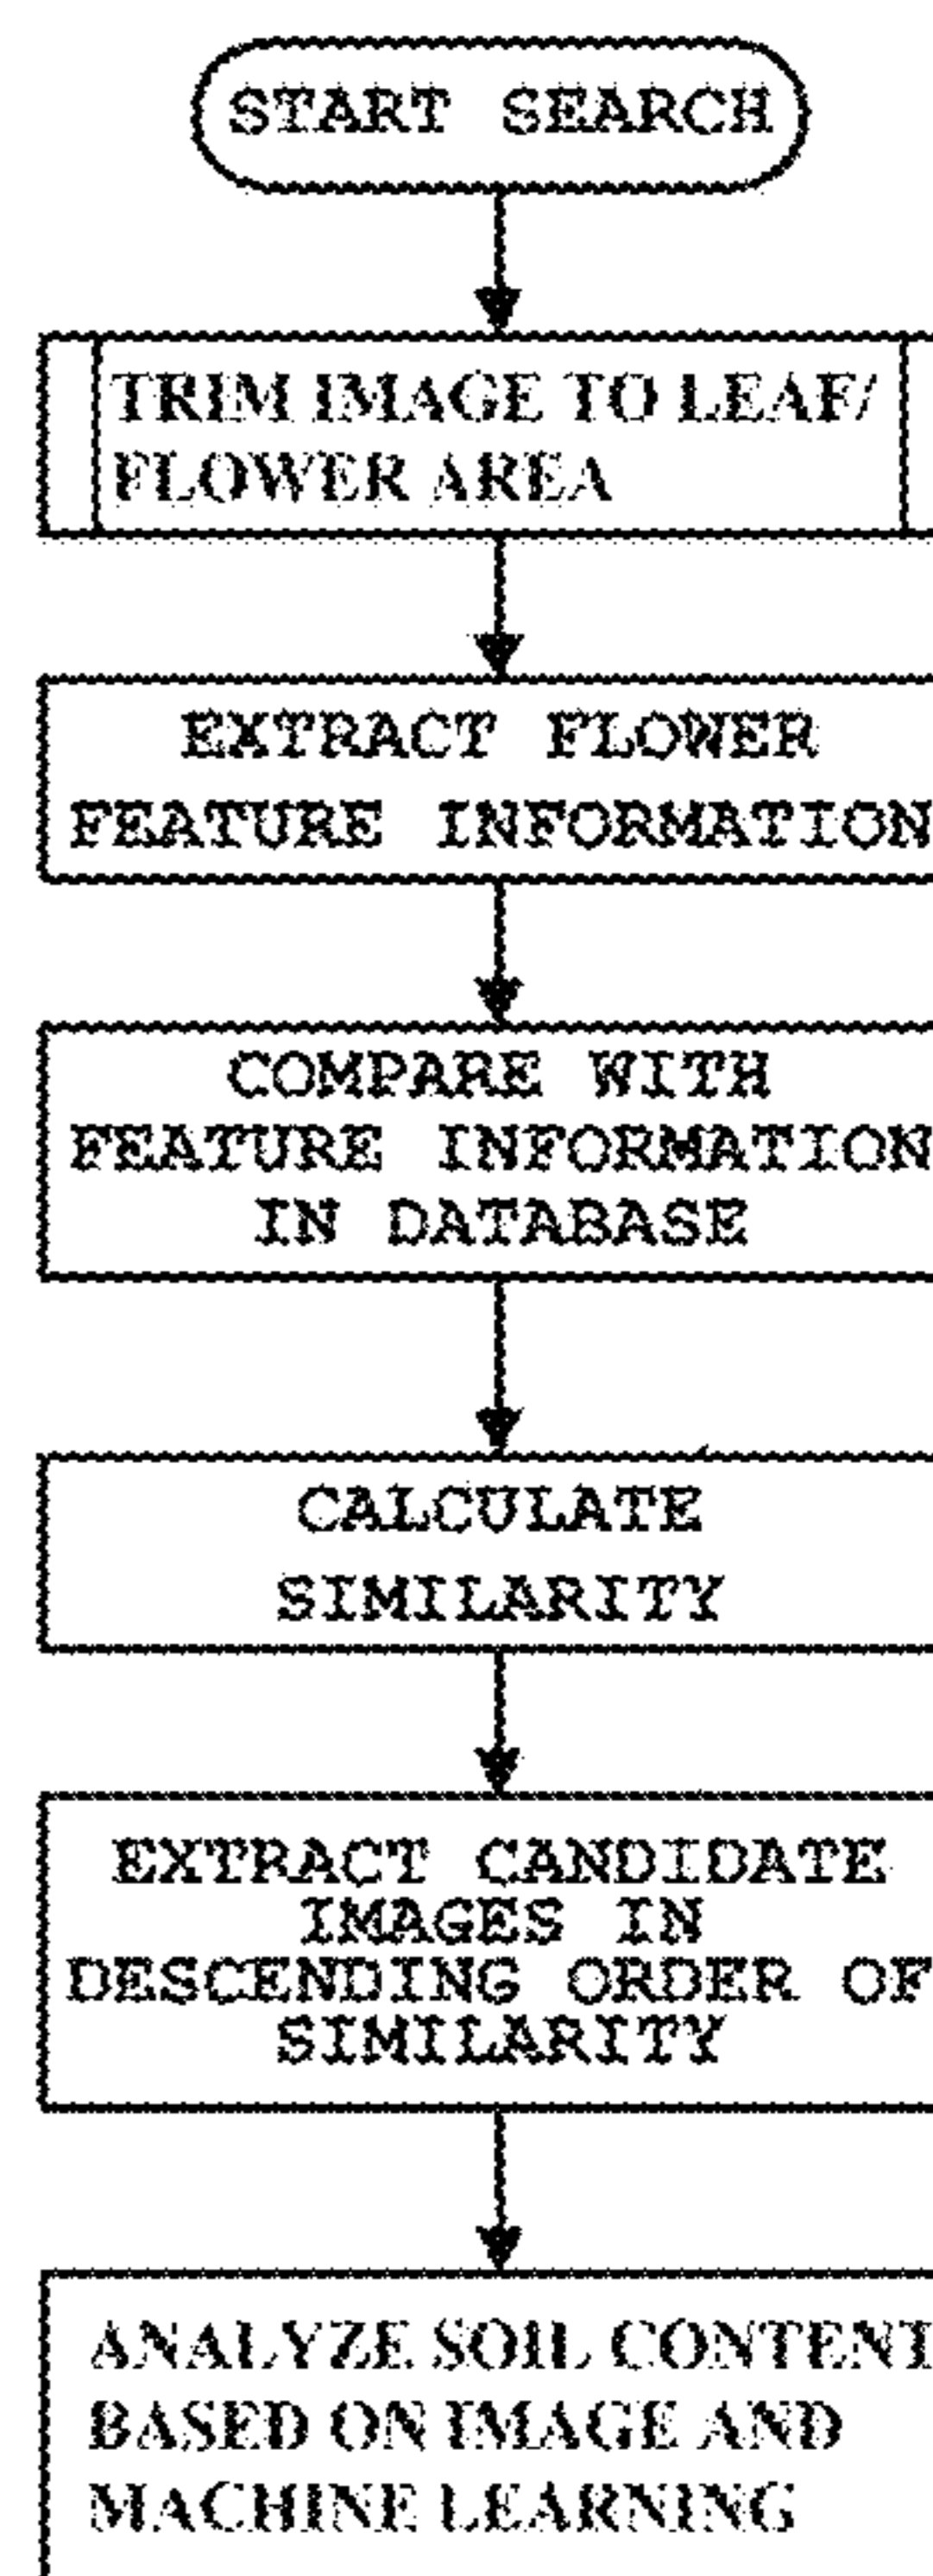 START SEARCH
TRIM IMAGE TO LEAF/
FLOWER AREA
EXTRACT FLOWER
FEATURE INFORMATION
COMPARE WITH
FEATURE INFORMATION
IN DATABASE
CALCULATE
SIMILARITY
EXTRACT CANDIDATE
IMAGES IN
DESCENDING ORDER OF
SIMILARITY
ANALYZE SOIL CONTENT
BASED ON IMAGE AND
MACHINE LEARNING